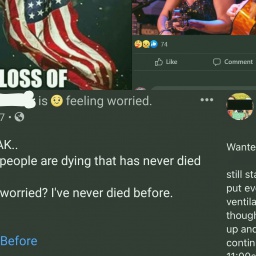 LOSS OF
is 😟 feeling worried.
7 •
AK..
people are dying that has never died
worried? I've never died before.
Before
74
Like
Comment
Wante
still sta
put ev
ventila
though
up and
contin
11:00